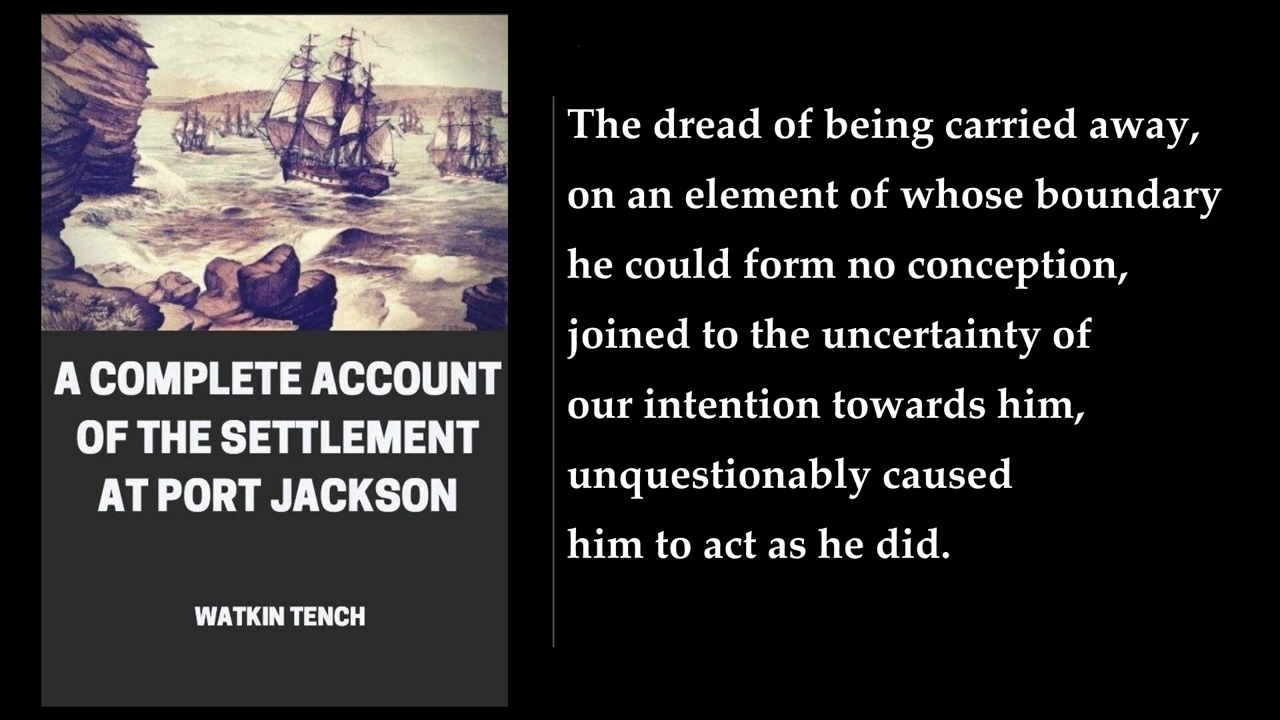 A COMPLETE ACCOUNT
OF THE SETTLEMENT
AT PORT JACKSON
WATKIN TENCH
The dread of being carried away,
on an element of whose boundary
he could form no conception,
joined to the uncertainty of
our intention towards him,
unquestionably caused
him to act as he did.